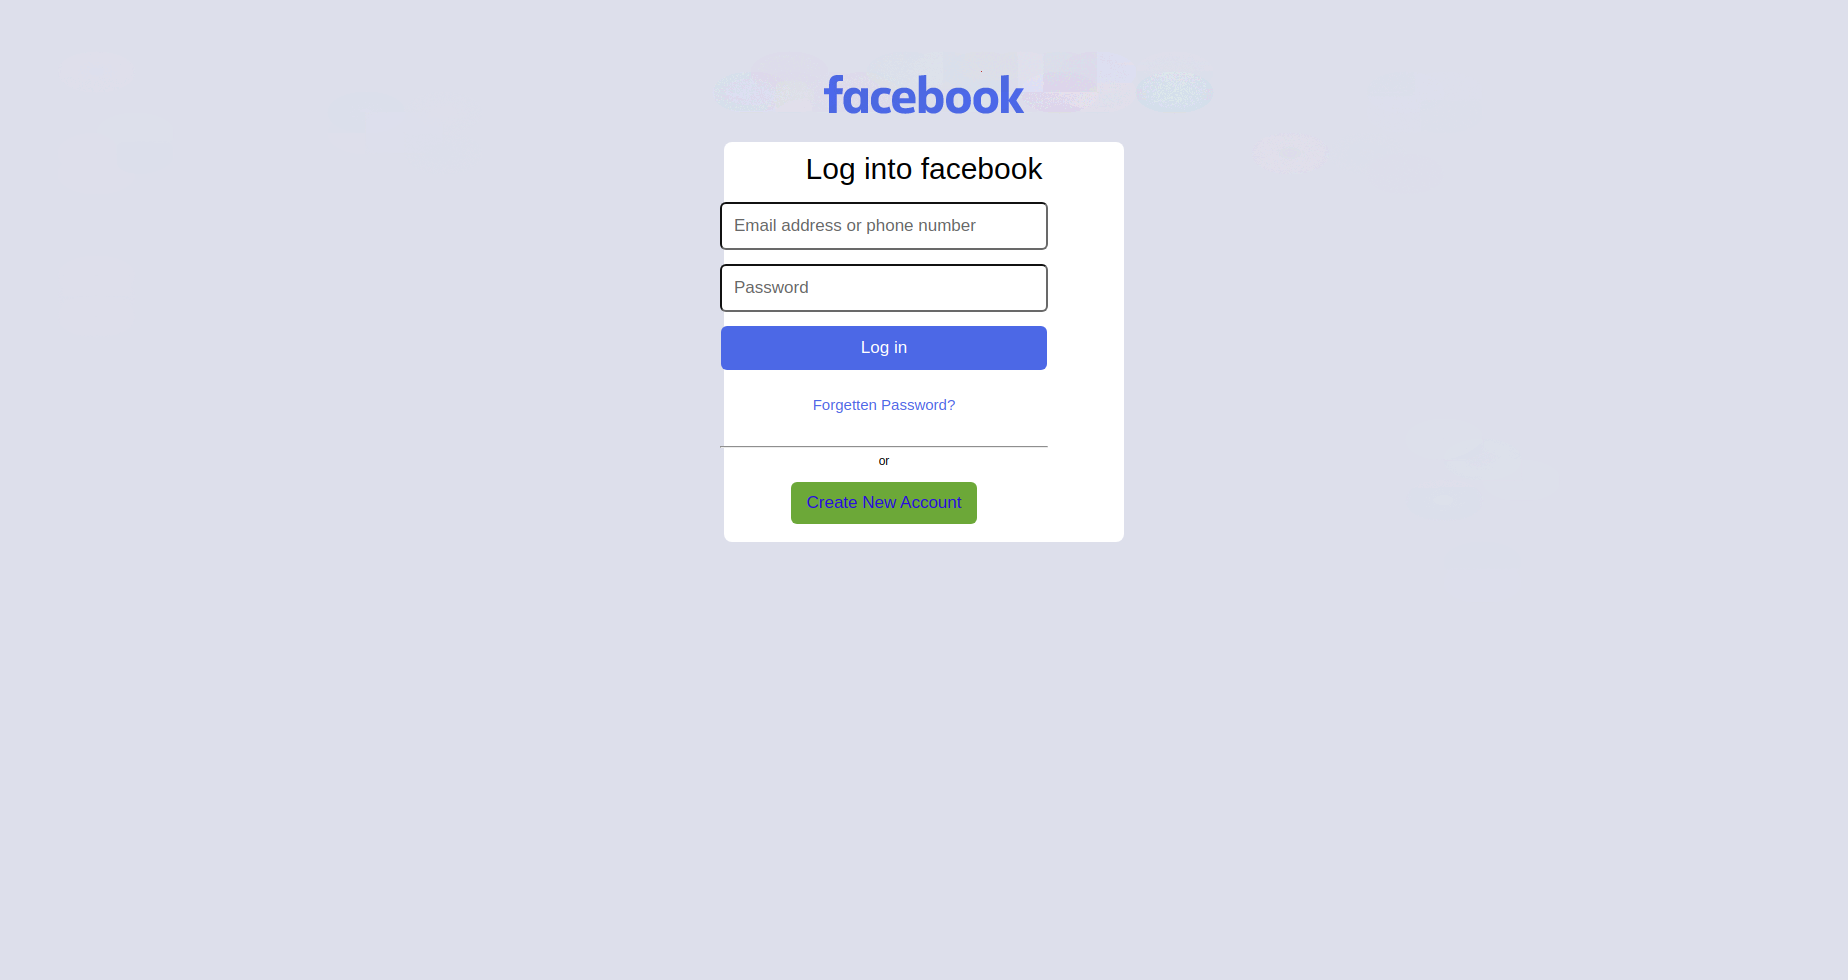 facebook
Log into facebook
Email address or phone number
Password
Log in
Forgetten Password?
or
Create New Account